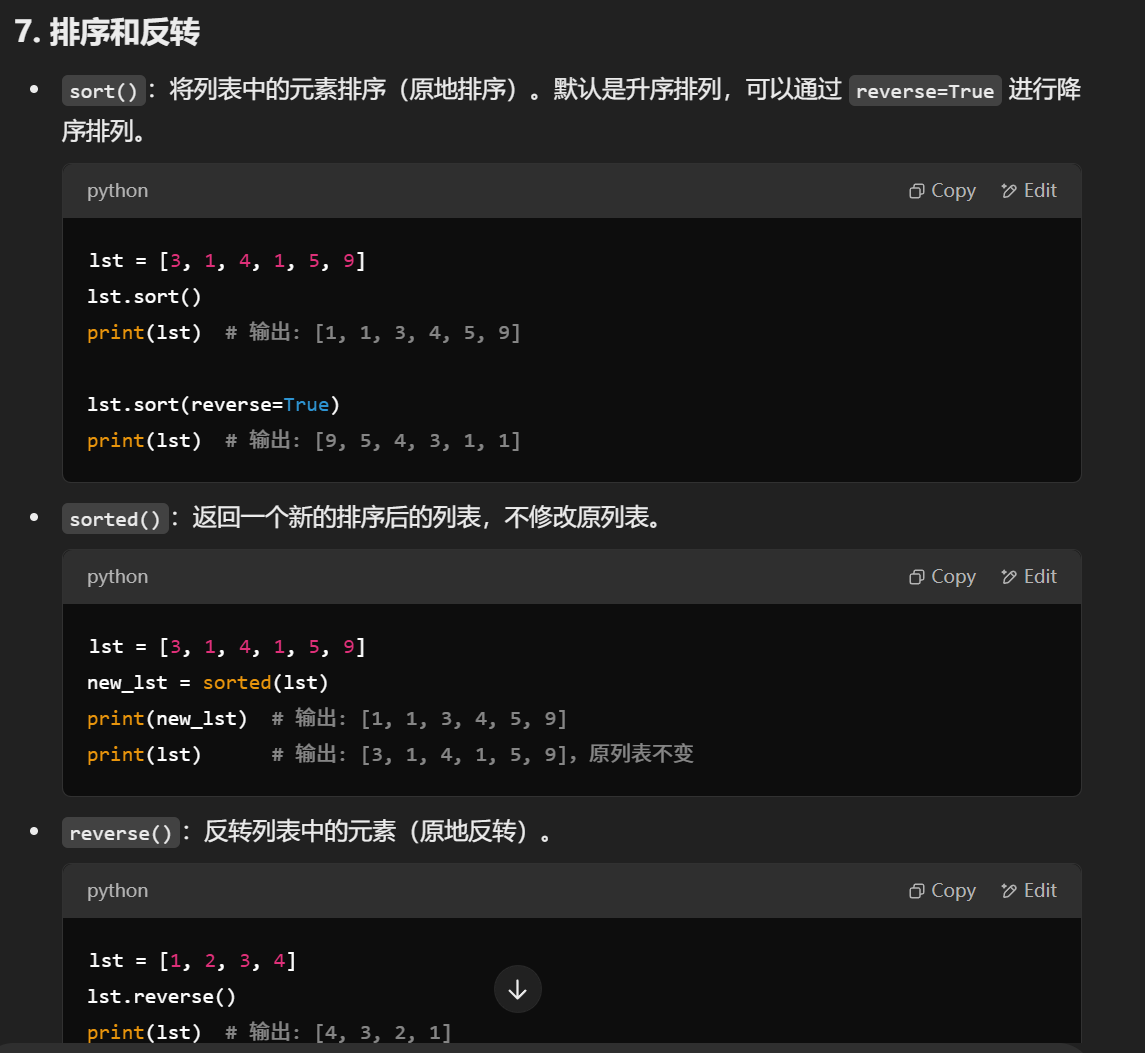 7. 排序和反转
sort()：将列表中的元素排序（原地排序）。默认是升序排列，可以通过 reverse=True 进行降
序排列。
python Copy Edit
lst = [3, 1, 4, 1, 5, 9]
lst.sort()
print(lst)  # 输出: [1, 1, 3, 4, 5, 9]
lst.sort(reverse=True)
print(lst)  # 输出: [9, 5, 4, 3, 1, 1]
sorted()：返回一个新的排序后的列表，不修改原列表。
python Copy Edit
lst = [3, 1, 4, 1, 5, 9]
new_lst = sorted(lst)
print(new_lst)  # 输出: [1, 1, 3, 4, 5, 9]
print(lst)      # 输出: [3, 1, 4, 1, 5, 9]，原列表不变
reverse()：反转列表中的元素（原地反转）。
python Copy Edit
lst = [1, 2, 3, 4]
lst.reverse()
print(lst)  # 输出: [4, 3, 2, 1]